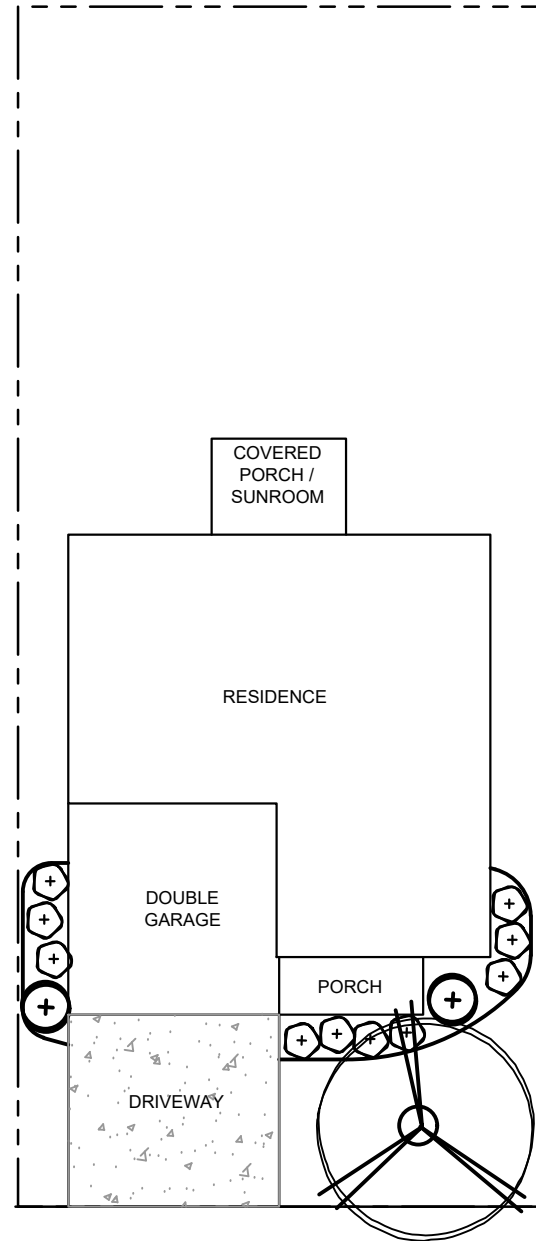 COVERED
PORCH /
SUNROOM
RESIDENCE
DOUBLE
GARAGE
PORCH
DRIVEWAY